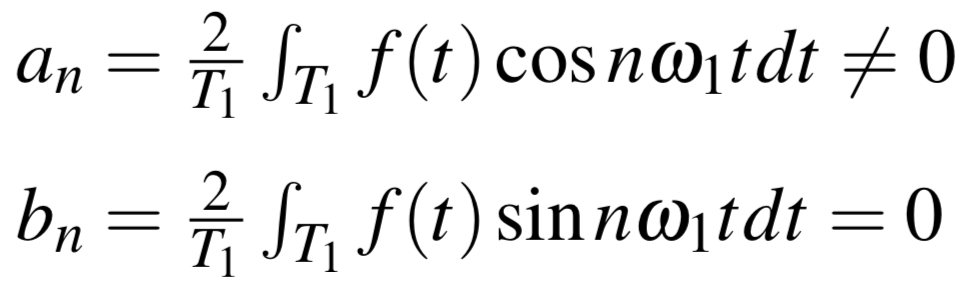 a_n = \frac{2}{T_1} \int_{T_1} f(t) \cos n\omega_1 t dt \neq 0
b_n = \frac{2}{T_1} \int_{T_1} f(t) \sin n\omega_1 t dt = 0